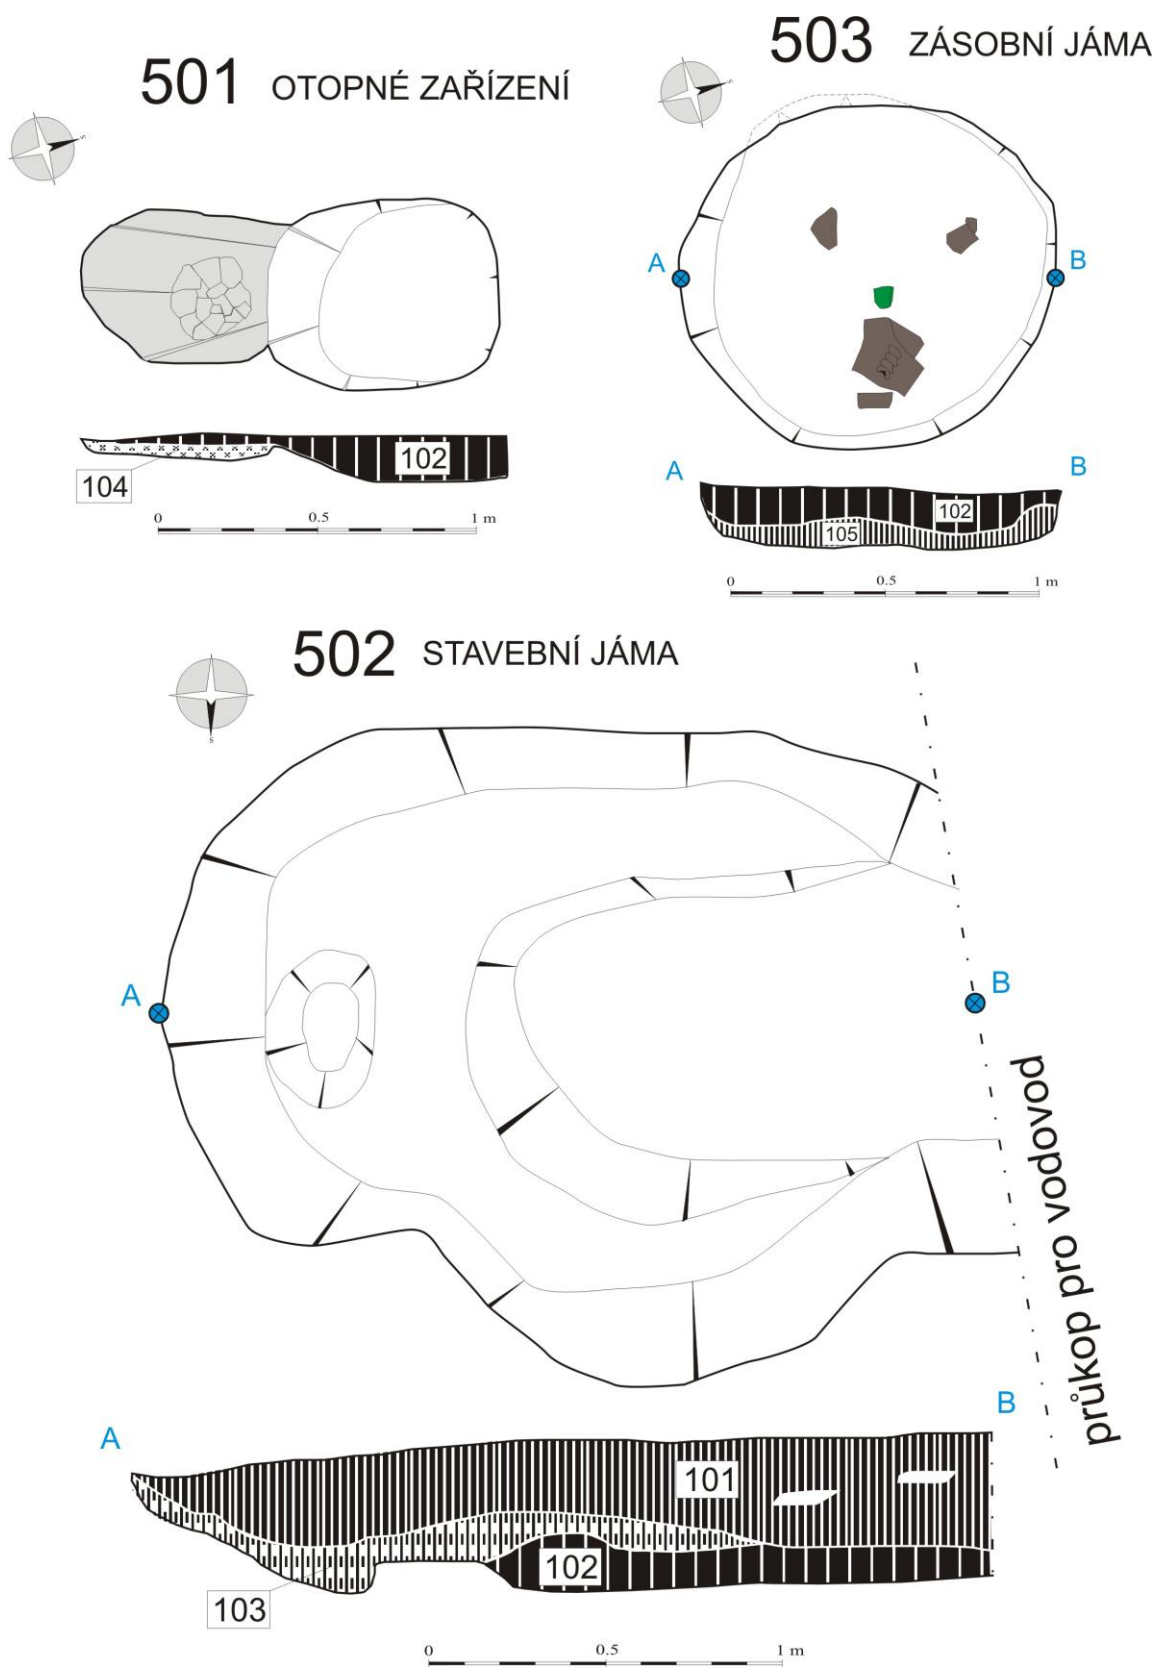 501 OTOPNÉ ZAŘÍZENÍ
S
102
104
0 0.5 1 m
503 ZÁSOBNÍ JÁMA
S
A B
A B
102
105
0 0.5 1 m
502 STAVEBNÍ JÁMA
S
A B
průkop pro vodovod
A B
101
102
103
0 0.5 1 m